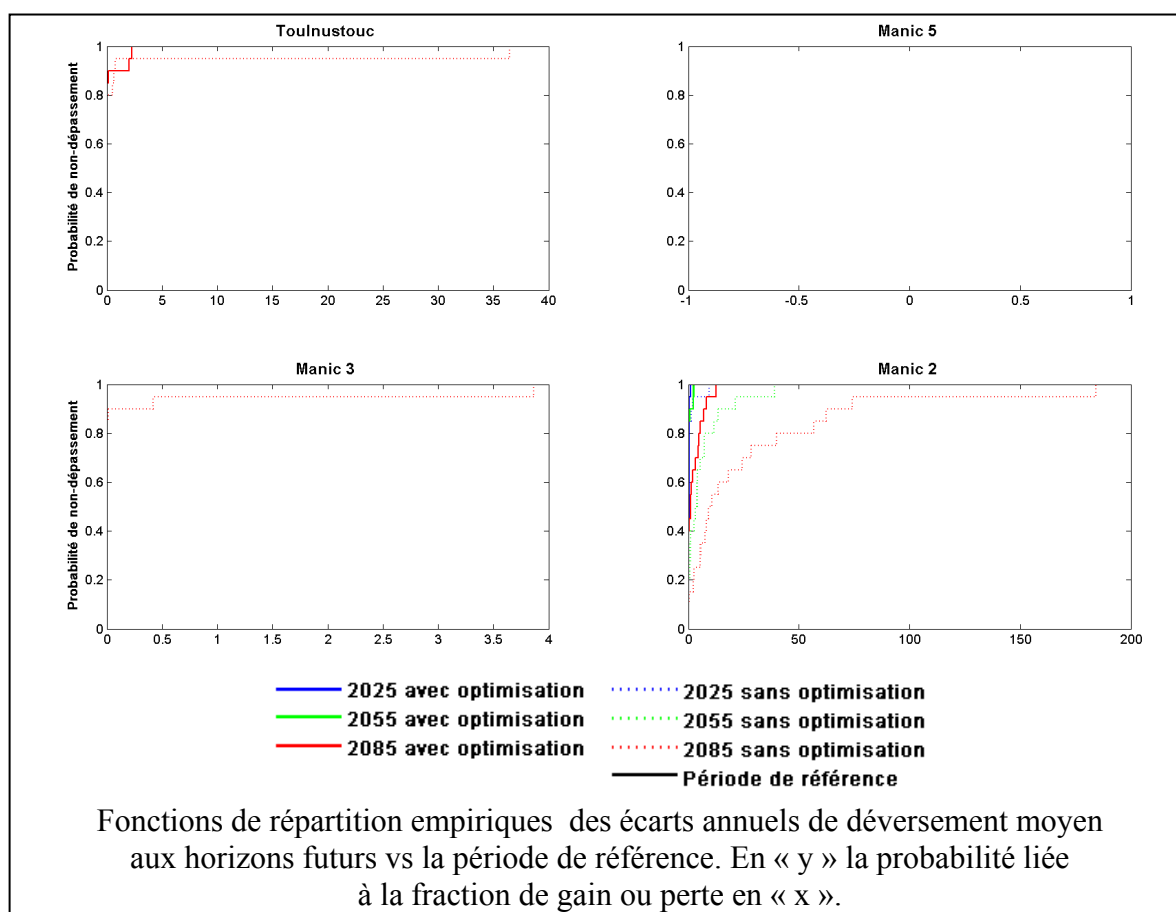 Toulnustouc
Manic 5
Probabilité de non-dépassement
1
0.8
0.6
0.4
0.2
0
0 5 10 15 20 25 30 35 40
1
0.8
0.6
0.4
0.2
0
-1 -0.5 0 0.5 1
Manic 3
Manic 2
Probabilité de non-dépassement
1
0.8
0.6
0.4
0.2
0
0 0.5 1 1.5 2 2.5 3 3.5 4
1
0.8
0.6
0.4
0.2
0
0 50 100 150 200
2025 avec optimisation
2055 avec optimisation
2085 avec optimisation
2025 sans optimisation
2055 sans optimisation
2085 sans optimisation
Période de référence
Fonctions de répartition empiriques des écarts annuels de déversement moyen
aux horizons futurs vs la période de référence. En « y » la probabilité liée
à la fraction de gain ou perte en « x ».